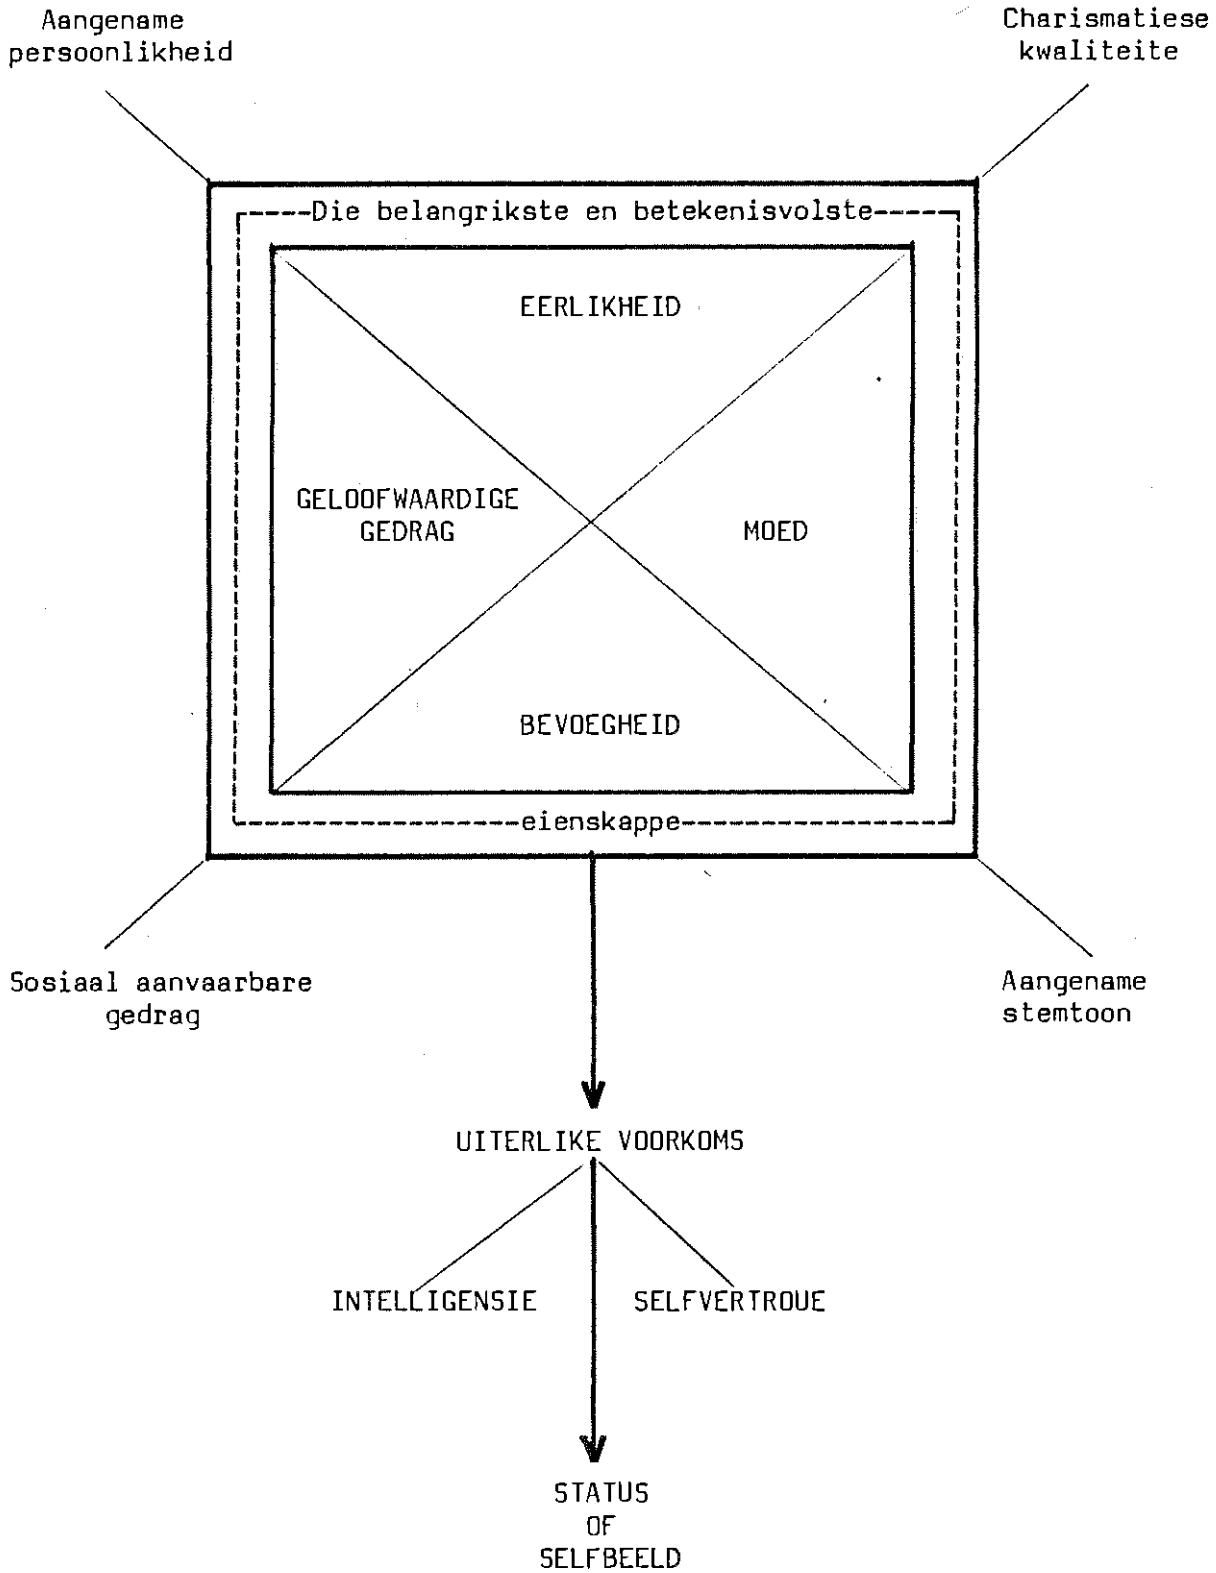 Aangename
persoonlikheid
Charismatiese
kwaliteite
Die belangrikste en betekenisvolste
EERLIKHEID
GELOOFWAARDIGE
GEDRAG
MOED
BEVOEGHEID
eienskappe
Sosiaal aanvaarbare
gedrag
Aangename
stemtoon
UITERLIKE VOORKOMS
INTELLIGENSIE
SELFVERTROUE
STATUS
OF
SELFBEELD